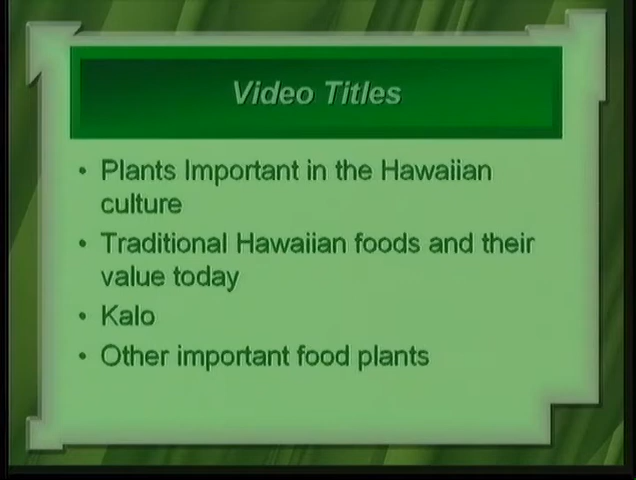 Video Titles
• Plants Important in the Hawaiian
culture
• Traditional Hawaiian foods and their
value today
• Kalo
• Other important food plants